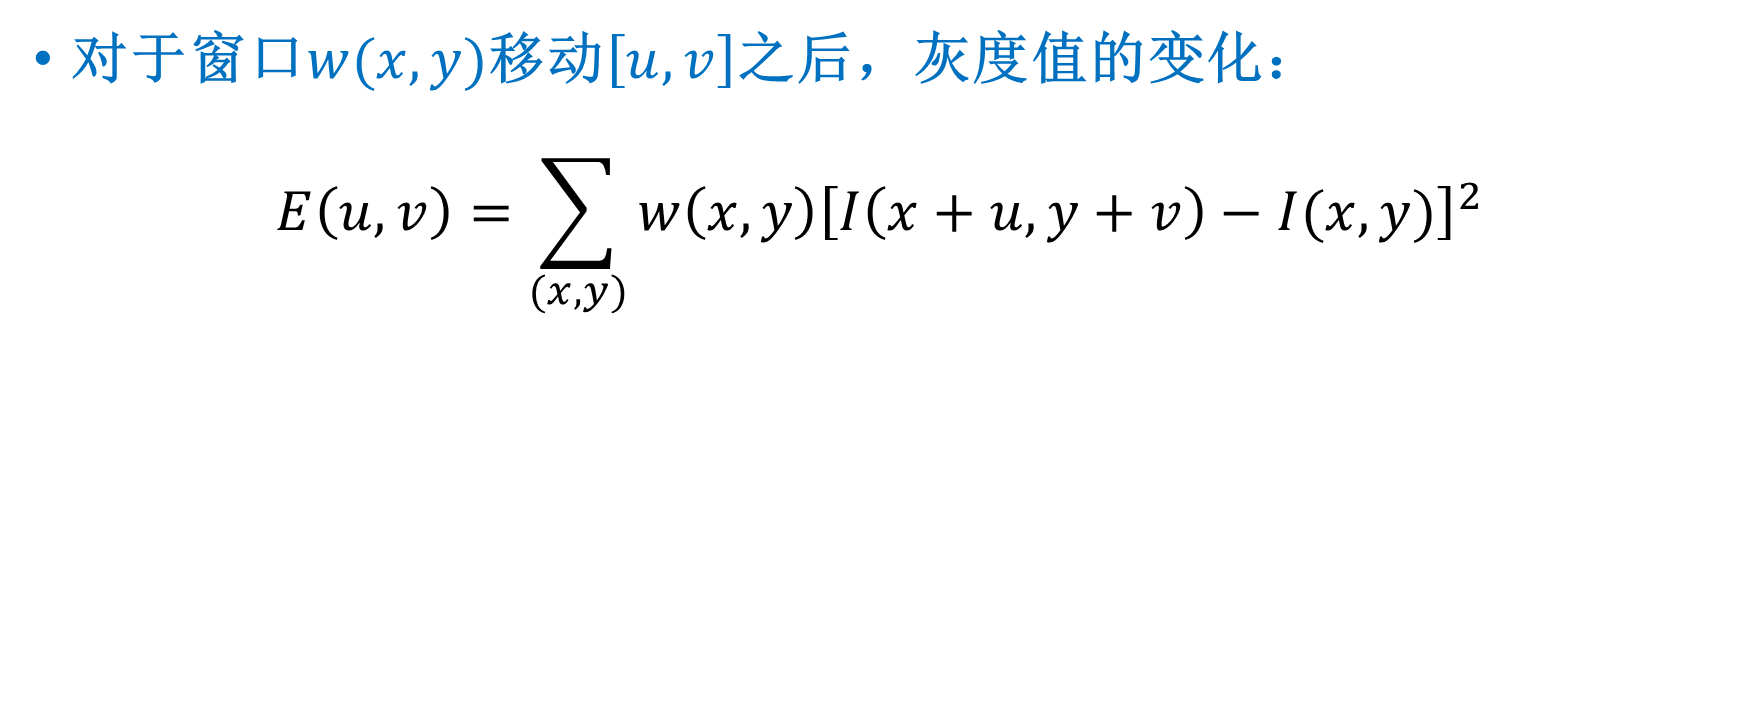 • 对于窗口w(x, y)移动[u, v]之后，灰度值的变化：
E(u, v) = ∑_(x,y) w(x, y)[I(x + u, y + v) − I(x, y)]²